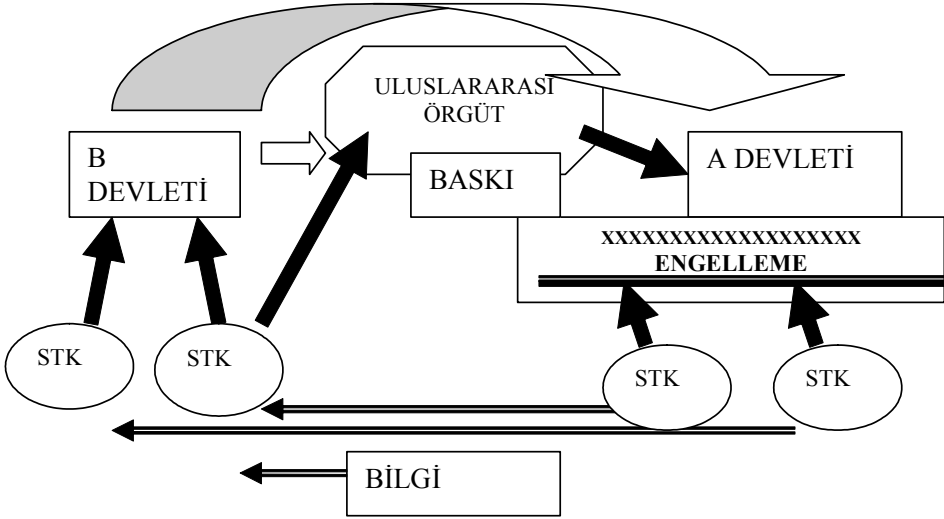 ULUSLARARASI
ÖRGÜT
B
DEVLETİ
BASKI
A DEVLETİ
XXXXXXXXXXXXXXXXXXX
ENGELLEME
STK
STK
STK
STK
BİLGİ